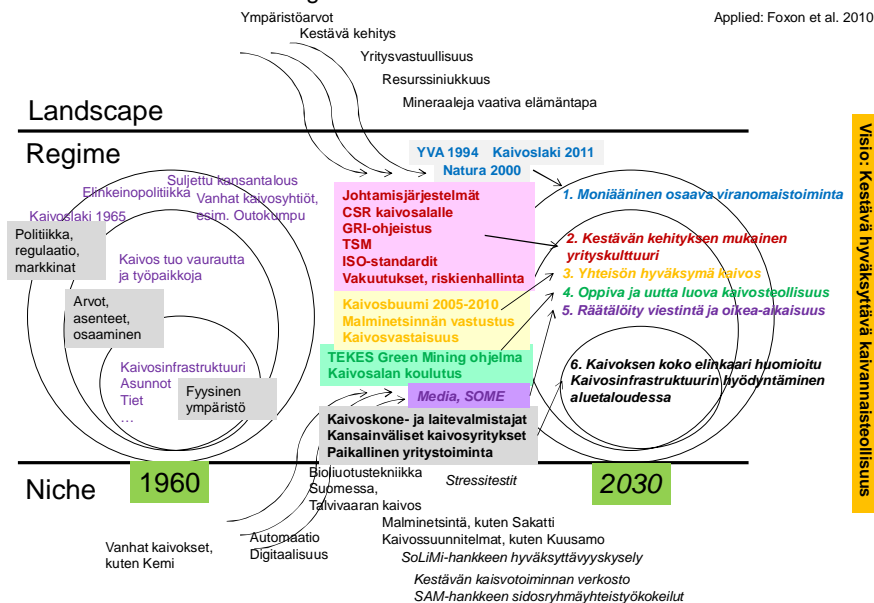 Ympäristöarvot
Kestävä kehitys
Yritysvastuullisuus
Resurssiniukkuus
Mineraaleja vaativa elämäntapa
Applied: Foxon et al. 2010
Landscape
Regime
YVA 1994 Kaivoslaki 2011
Natura 2000
Suljettu kansantalous
Elinkeinopolitiikka
Vanhat kaivosyhtiöt,
esim. Outokumpu
Kaivoslaki 1965
Politiikka,
regulaatio,
markkinat
Kaivos tuo vaurautta
ja työpaikkoja
Arvot,
asenteet,
osaaminen
Kaivosinfrastruktuuri
Asunnot
Tiet
…
Fyysinen
ympäristö
Johtamisjärjestelmät
CSR kaivosalalle
GRI-ohjeistus
TSM
ISO-standardit
Vakuutukset, riskienhallinta
Kaivosbuumi 2005-2010
Malminetsinnän vastustus
Kaivosvastaisuus
TEKES Green Mining ohjelma
Kaivosalan koulutus
Media, SOME
Kaivoskone- ja laitevalmistajat
Kansainväliset kaivosyritykset
Paikallinen yritystoiminta
1. Moniääninen osaava viranomaistoiminta
2. Kestävän kehityksen mukainen
yrityskulttuuri
3. Yhteisön hyväksymä kaivos
4. Oppiva ja uutta luova kaivosteollisuus
5. Räätälöity viestintä ja oikea-aikaisuus
6. Kaivoksen koko elinkaari huomioitu
Kaivosinfrastruktuurin hyödyntäminen
aluetaloudessa
Visio: Kestävä hyväksyttävä kaivannaisteollisuus
Niche
1960
2030
Bioliuotustekniikka
Suomessa,
Talvivaaran kaivos
Stressitestit
Automaatio
Digitaalisuus
Vanhat kaivokset,
kuten Kemi
Malminetsintä, kuten Sakatti
Kaivossuunnitelmat, kuten Kuusamo
SoLiMi-hankkeen hyväksyttävyyskysely
Kestävän kaisvotoiminnan verkosto
SAM-hankkeen sidosryhmäyhteistyökokeilut